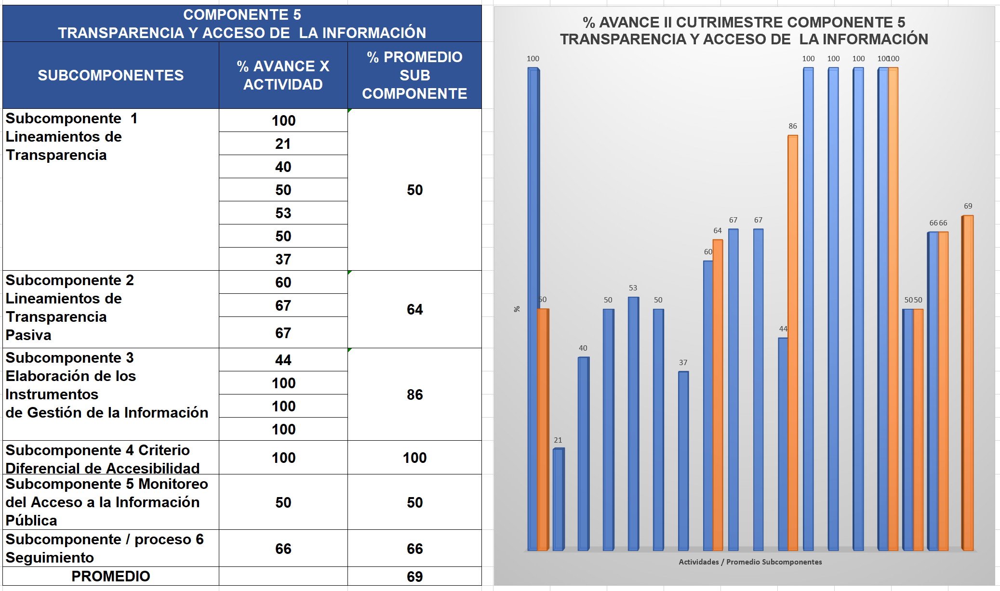 COMPONENTE 5
TRANSPARENCIA Y ACCESO DE  LA INFORMACIÓN
SUBCOMPONENTES
% AVANCE X
ACTIVIDAD
% PROMEDIO
SUB
COMPONENTE
Subcomponente  1
Lineamientos de
Transparencia
100
21
40
50
53
50
37
50
Subcomponente 2
Lineamientos de
Transparencia
Pasiva
60
67
67
64
Subcomponente 3
Elaboración de los
Instrumentos
de Gestión de la Información
44
100
100
100
86
Subcomponente 4 Criterio
Diferencial de Accesibilidad
100
100
Subcomponente 5 Monitoreo
del Acceso a la Información
Pública
50
50
Subcomponente / proceso 6
Seguimiento
66
66
PROMEDIO
69
% AVANCE II CUTRIMESTRE COMPONENTE 5
TRANSPARENCIA Y ACCESO DE  LA INFORMACIÓN
%
100
50
21
40
50
53
50
37
60
64
67
67
44
86
100
100
100
100
100
50
50
66
66
69
Actividades / Promedio Subcomponentes